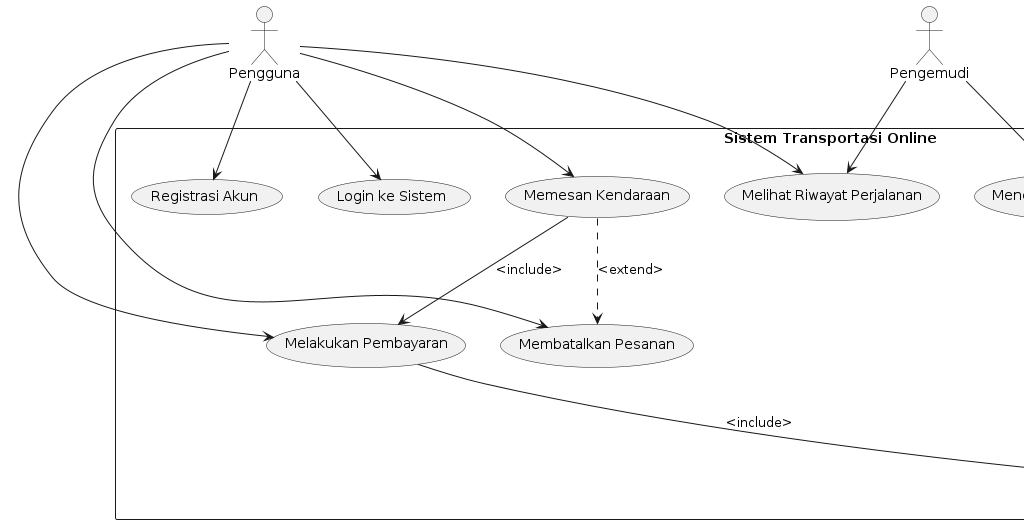 Pengguna
Pengemudi
Sistem Transportasi Online
Registrasi Akun
Login ke Sistem
Memesan Kendaraan
Melihat Riwayat Perjalanan
<include>
<extend>
Melakukan Pembayaran
Membatalkan Pesanan
<include>